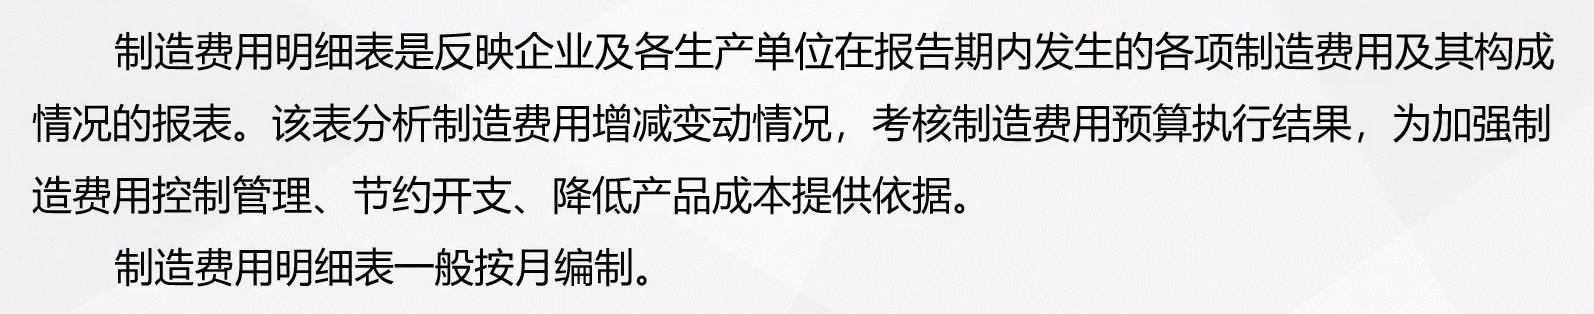 制造费用明细表是反映企业及各生产单位在报告期内发生的各项制造费用及其构成
情况的报表。该表分析制造费用增减变动情况，考核制造费用预算执行结果，为加强制
造费用控制管理、节约开支、降低产品成本提供依据。
制造费用明细表一般按月编制。